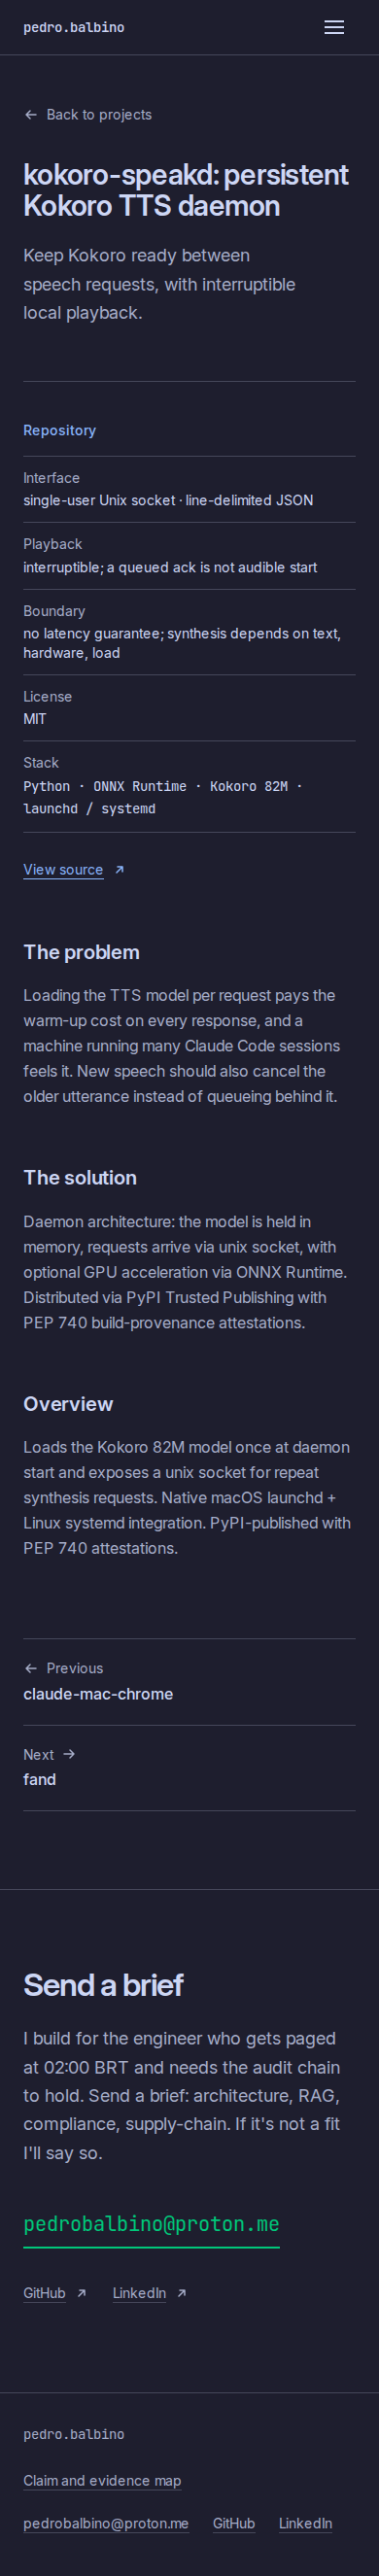 pedro.balbino
← Back to projects
kokoro-speakd: persistent
Kokoro TTS daemon
Keep Kokoro ready between
speech requests, with interruptible
local playback.
Repository
Interface
single-user Unix socket · line-delimited JSON
Playback
interruptible; a queued ack is not audible start
Boundary
no latency guarantee; synthesis depends on text,
hardware, load
License
MIT
Stack
Python · ONNX Runtime · Kokoro 82M ·
launchd / systemd
View source ↗
The problem
Loading the TTS model per request pays the
warm-up cost on every response, and a
machine running many Claude Code sessions
feels it. New speech should also cancel the
older utterance instead of queueing behind it.
The solution
Daemon architecture: the model is held in
memory, requests arrive via unix socket, with
optional GPU acceleration via ONNX Runtime.
Distributed via PyPI Trusted Publishing with
PEP 740 build-provenance attestations.
Overview
Loads the Kokoro 82M model once at daemon
start and exposes a unix socket for repeat
synthesis requests. Native macOS launchd +
Linux systemd integration. PyPI-published with
PEP 740 attestations.
← Previous
claude-mac-chrome
Next →
fand
Send a brief
I build for the engineer who gets paged
at 02:00 BRT and needs the audit chain
to hold. Send a brief: architecture, RAG,
compliance, supply-chain. If it's not a fit
I'll say so.
pedrobalbino@proton.me
GitHub ↗ LinkedIn ↗
pedro.balbino
Claim and evidence map
pedrobalbino@proton.me GitHub LinkedIn